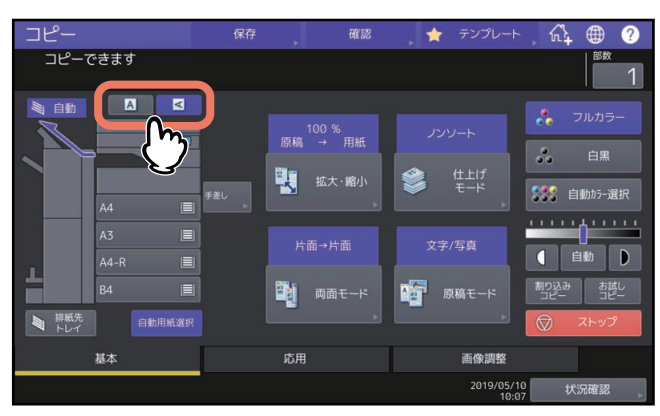 コピー 保存 確認 テンプレート ?
コピーできます 部数
1
自動 A A フルカラー
100 % ノンソート
原稿 → 用紙
白黒
拡大・縮小 仕上げ
モード
手差し
自動カラー選択
A4
A3 片面→片面 文字/写真
A4-R 自動
B4 両面モード 原稿モード 割り込み
コピー お試し
コピー
排紙先
トレイ 自動用紙選択 ストップ
基本 応用 画像調整
2019/05/10
10:07 状況確認